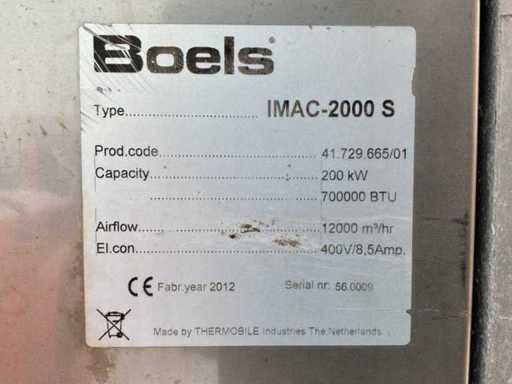 Boels®
Type.................... IMAC-2000 S
Prod.code.................... 41.729.665/01
Capacity.................... 200 kW
.................... 700000 BTU
Airflow.................... 12000 m³/hr
El.con..................... 400V/8,5Amp.
CE Fabr.year 2012 Serial nr: 56.0009
Made by THERMOBILE Industries The Netherlands.